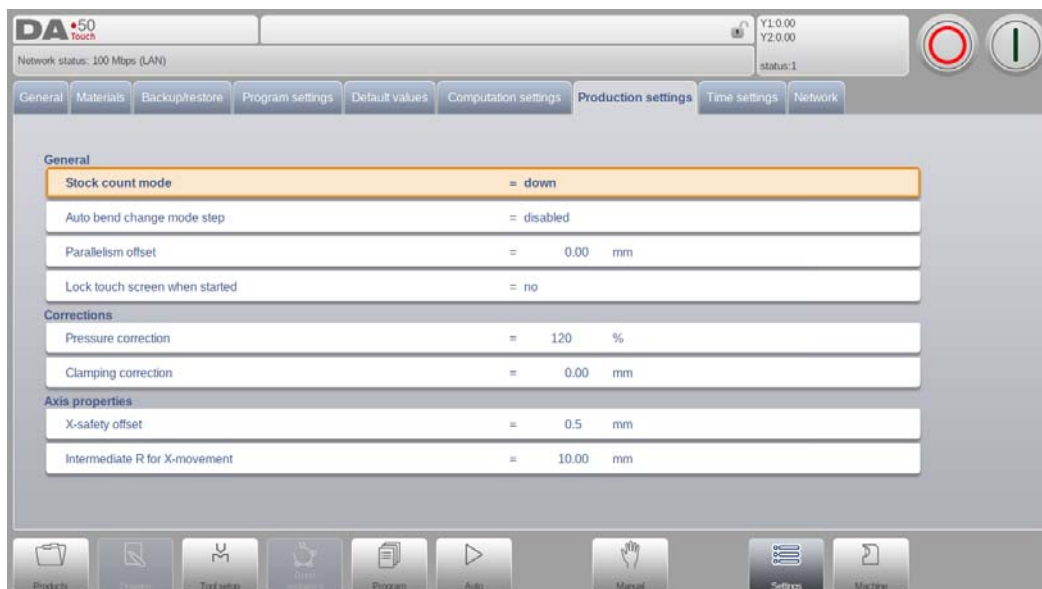 DA•50
Touch
Y1:0.00
Y2:0.00
Network status: 100 Mbps (LAN)
status:1
General Materials Backup/restore Program settings Default values Computation settings Production settings Time settings Network
General
Stock count mode = down
Auto bend change mode step = disabled
Parallelism offset = 0.00 mm
Lock touch screen when started = no
Corrections
Pressure correction = 120 %
Clamping correction = 0.00 mm
Axis properties
X-safety offset = 0.5 mm
Intermediate R for X-movement = 10.00 mm
Products Tool setup Program Auto Manual Settings Machine